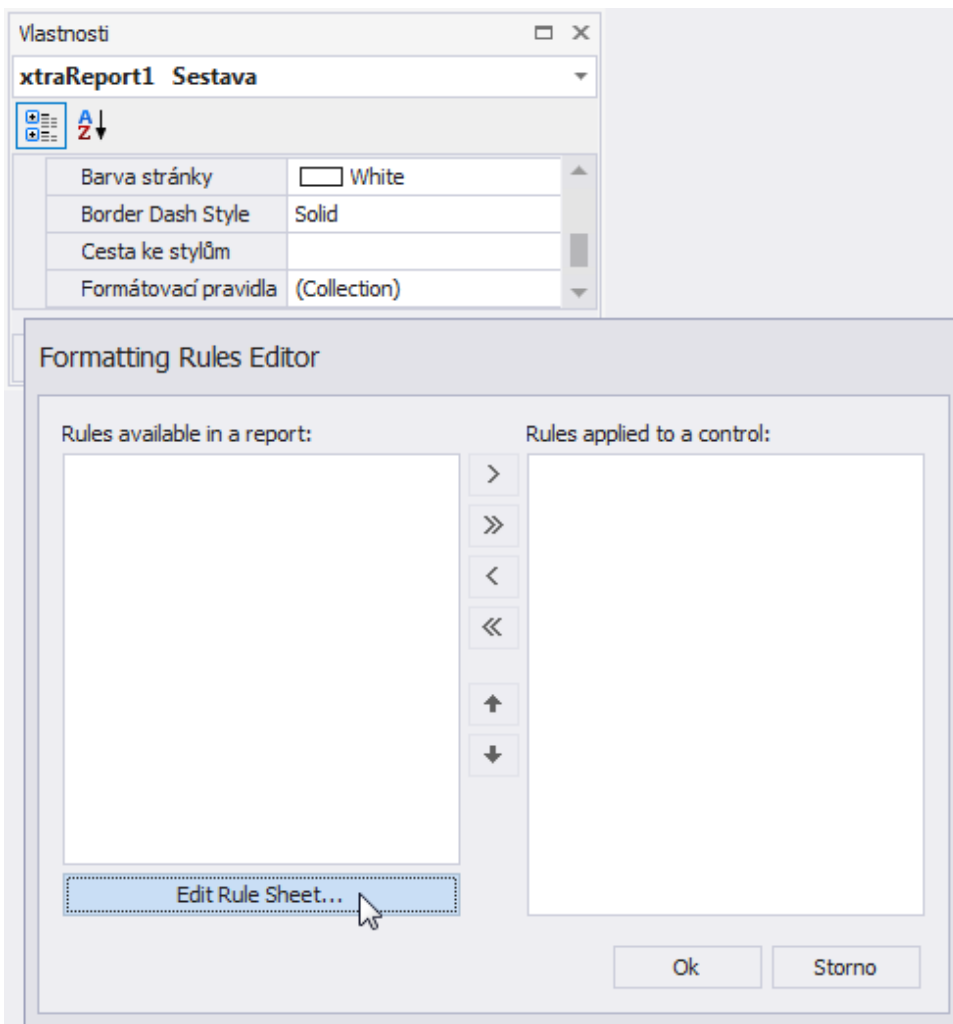 Vlastnosti
xtraReport1 Sestava
AZ
Barva stránky White
Border Dash Style Solid
Cesta ke stylům
Formátovací pravidla (Collection)
Formatting Rules Editor
Rules available in a report: Rules applied to a control:
Edit Rule Sheet...
Ok Storno